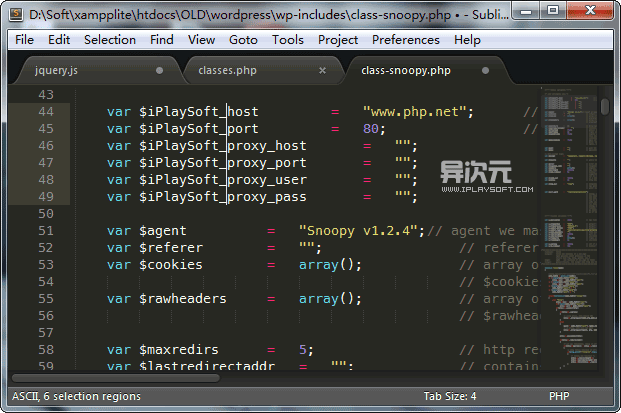 D:\Soft\xampplite\htdocs\OLD\wordpress\wp-includes\class-snoopy.php • - Subli...
File Edit Selection Find View Goto Tools Project Preferences Help
jquery.js classes.php × class-snoopy.php
43
44 var $iPlaySoft_host = "www.php.net"; //
45 var $iPlaySoft_port = 80; //
46 var $iPlaySoft_proxy_host = "";
47 var $iPlaySoft_proxy_port = "";
48 var $iPlaySoft_proxy_user = "";
49 var $iPlaySoft_proxy_pass = "";
异次元
WWW.IPLAYSOFT.COM
50
51 var $agent = "Snoopy v1.2.4";// agent we ma
52 var $referer = ""; // referer
53 var $cookies = array(); // array o
54 // $cookie
55 var $rawheaders = array(); // array o
56 // $rawhea
57
58 var $maxredirs = 5; // http re
59 var $lastredirectaddr = ""; // contain
ASCII, 6 selection regions Tab Size: 4 PHP